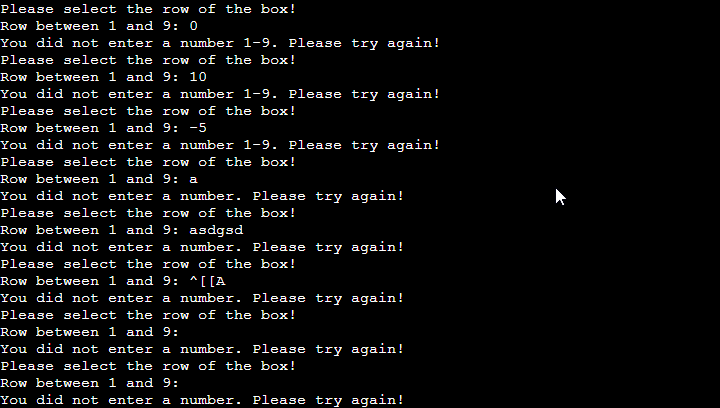 Please select the row of the box!
Row between 1 and 9: 0
You did not enter a number 1-9. Please try again!
Please select the row of the box!
Row between 1 and 9: 10
You did not enter a number 1-9. Please try again!
Please select the row of the box!
Row between 1 and 9: -5
You did not enter a number 1-9. Please try again!
Please select the row of the box!
Row between 1 and 9: a
You did not enter a number. Please try again!
Please select the row of the box!
Row between 1 and 9: asdgsd
You did not enter a number. Please try again!
Please select the row of the box!
Row between 1 and 9: ^[[A
You did not enter a number. Please try again!
Please select the row of the box!
Row between 1 and 9:
You did not enter a number. Please try again!
Please select the row of the box!
Row between 1 and 9:
You did not enter a number. Please try again!